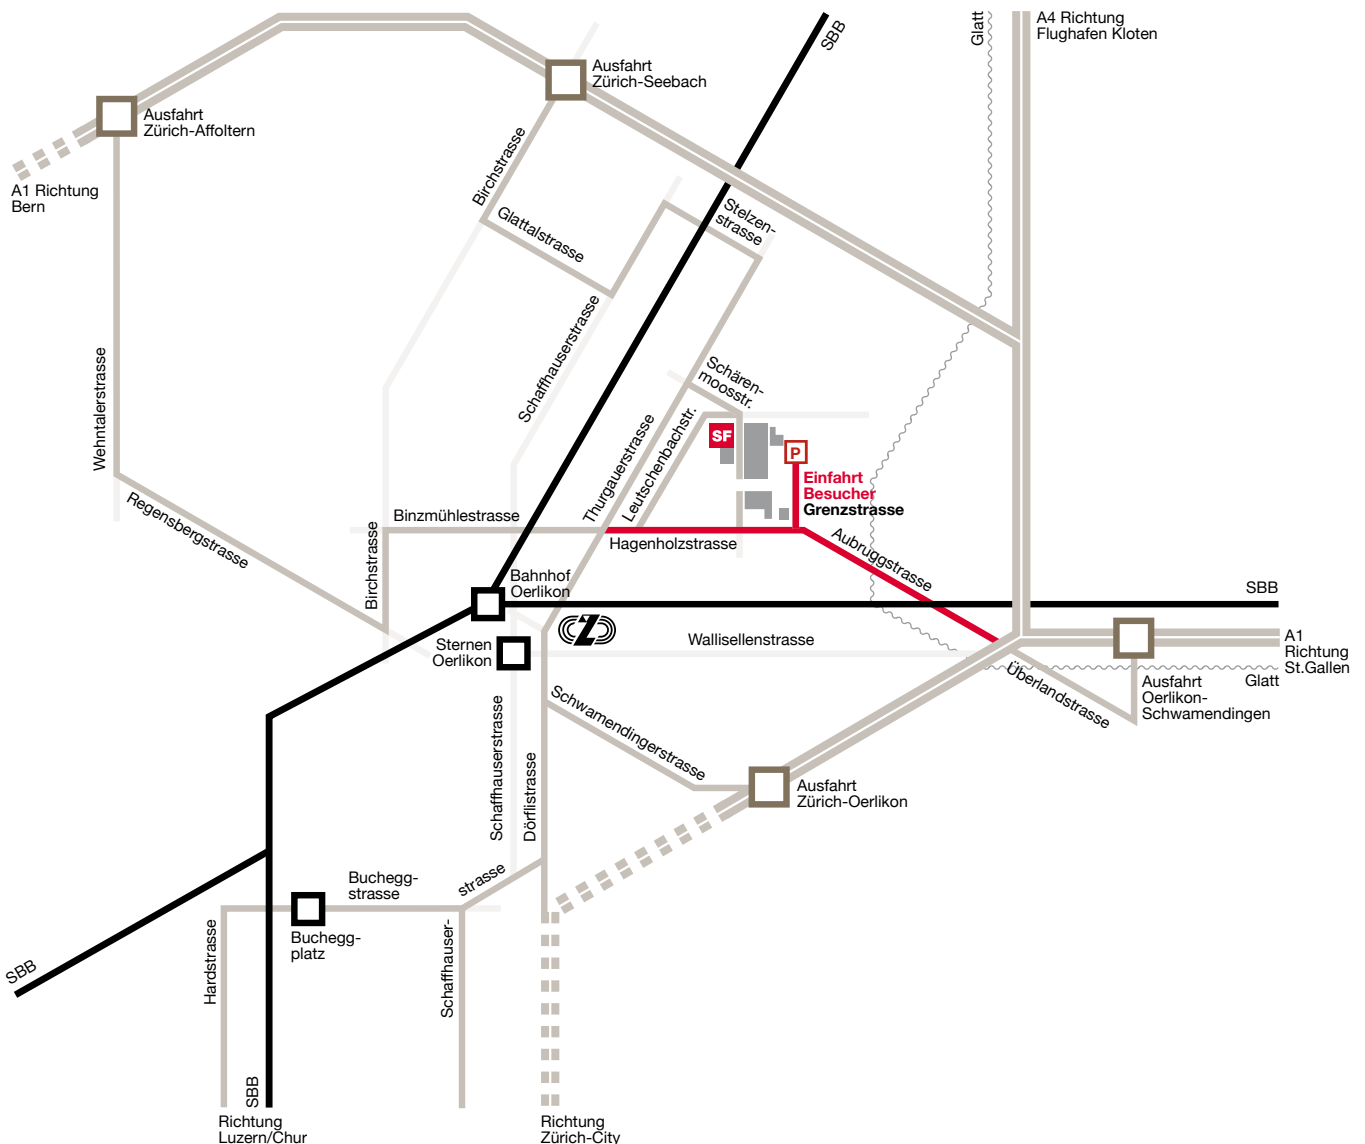 SBB
Glatt
A4 Richtung
Flughafen Kloten
Ausfahrt
Zürich-Seebach
Ausfahrt
Zürich-Affoltern
A1 Richtung
Bern
Birchstrasse
Glattalstrasse
Stelzen-
strasse
Schaffhauserstrasse
Wehntalerstrasse
Schären-
moosstr.
Thurgauerstrasse
Leutschenbachstr.
SF
P
Einfahrt
Besucher
Grenzstrasse
Regensbergstrasse
Binzmühlestrasse
Hagenholzstrasse
Aubruggstrasse
Birchstrasse
Bahnhof
Oerlikon
SBB
Sternen
Oerlikon
Wallisellenstrasse
A1
Richtung
St.Gallen
Glatt
Überlandstrasse
Ausfahrt
Oerlikon-
Schwamendingen
Schaffhauserstrasse
Dörflistrasse
Schwamendingerstrasse
Ausfahrt
Zürich-Oerlikon
Buchegg-
strasse
strasse
Buchegg-
platz
Hardstrasse
Schaffhauser-
SBB
SBB
Richtung
Luzern/Chur
Richtung
Zürich-City